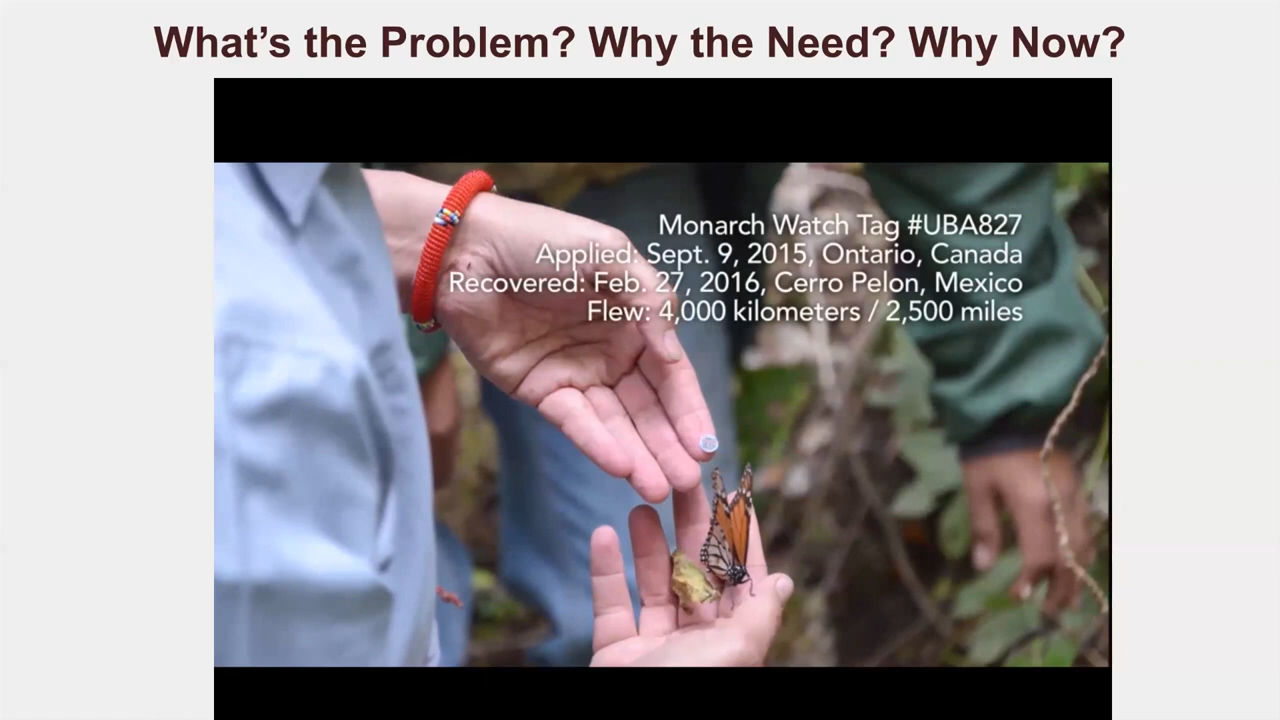 What’s the Problem? Why the Need? Why Now?
Monarch Watch Tag #UBA827
Applied: Sept. 9, 2015, Ontario, Canada
Recovered: Feb. 27, 2016, Cerro Pelon, Mexico
Flew: 4,000 kilometers / 2,500 miles